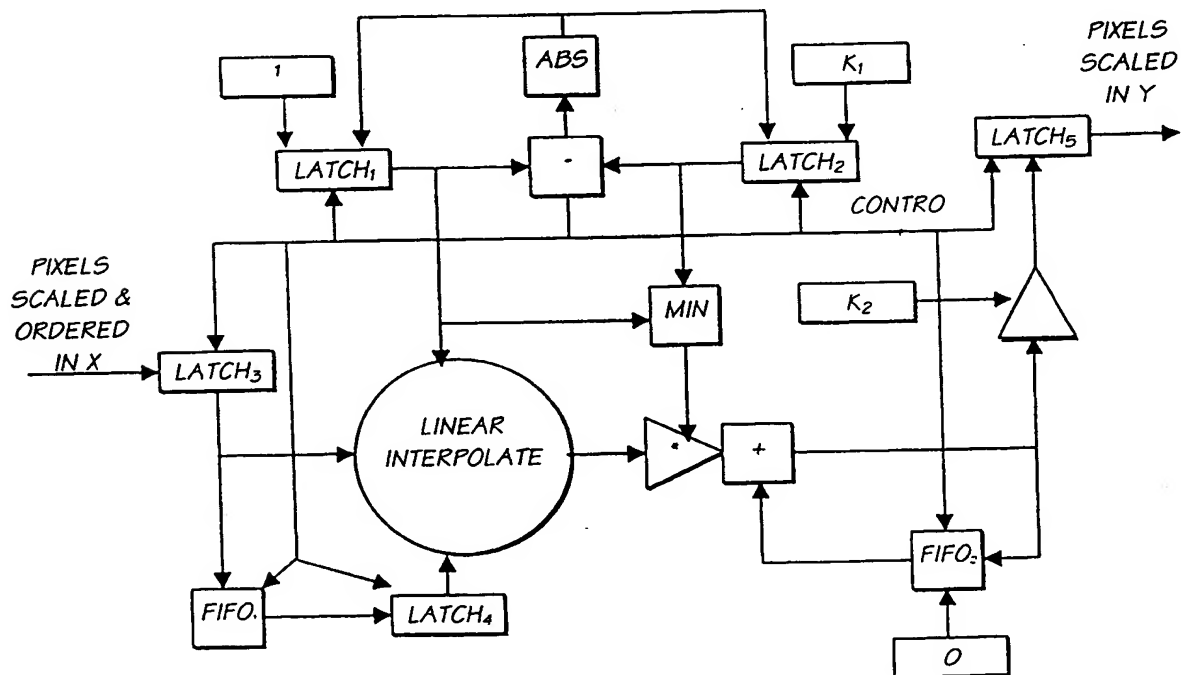 1
ABS
K₁
PIXELS
SCALED
IN Y
LATCH₁
-
LATCH₂
LATCH₅
CONTRO
PIXELS
SCALED &
ORDERED
IN X
K₂
MIN
LATCH₃
LINEAR
INTERPOLATE
*
+
FIFO.
LATCH₄
FIFO₂
0